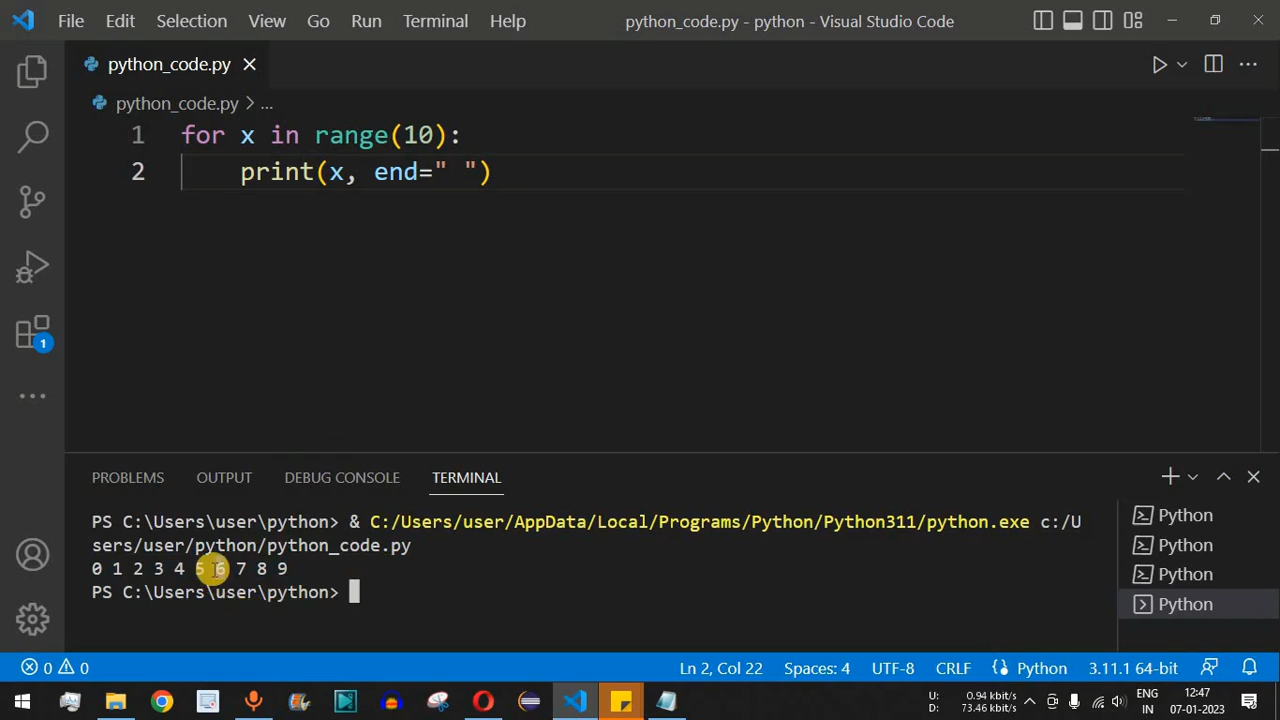 File Edit Selection View Go Run Terminal Help python_code.py - python - Visual Studio Code
python_code.py
python_code.py > ...
1 for x in range(10):
2 print(x, end=" ")
PROBLEMS OUTPUT DEBUG CONSOLE TERMINAL
PS C:\Users\user\python> & C:/Users/user/AppData/Local/Programs/Python/Python311/python.exe c:/U
sers/user/python/python_code.py
0 1 2 3 4 5 6 7 8 9
PS C:\Users\user\python>
Python
Python
Python
Python
1
0 0 Ln 2, Col 22 Spaces: 4 UTF-8 CRLF Python 3.11.1 64-bit
U: 0.94 kbit/s
D: 73.46 kbit/s
ENG
IN
12:47
07-01-2023